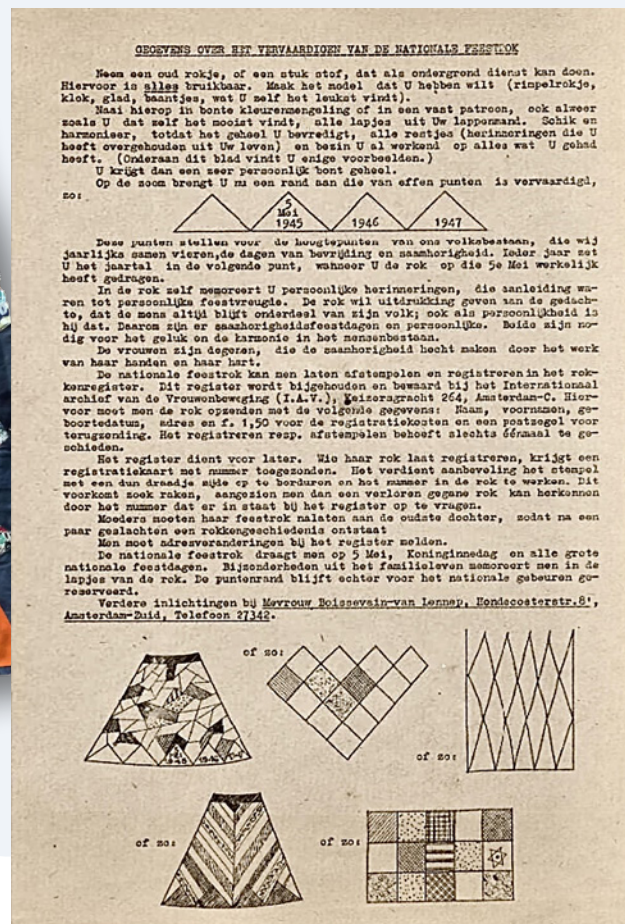 GEGEVENS OVER HET VERVAARDIGEN VAN DE NATIONALE FEESTROK
Neem een oud rokje, of een stuk stof, dat als ondergrond dienst kan doen.
Hiervoor is alles bruikbaar. Maak het model dat U hebben wilt (rimpelrokje,
klok, glad, baantjes, wat U zelf het leukst vindt).
Naai hierop in bonte kleurenmengeling of in een vast patroon, ook alweer
zoals U dat zelf het mooist vindt, alle lapjes uit Uw lappenmand. Schik en
harmonieer, totdat het geheel U bevredigt, alle restjes (herinneringen die U
heeft overgehouden uit Uw leven) en bezin U al werkend op alles wat U gehad
heeft. (Onderaan dit blad vindt U enige voorbeelden.)
U krijgt dan een zeer persoonlijk bont geheel.
Op de zoom brengt U nu een rand aan die van effen punten is vervaardigd,
zo:
5
Mei
1945 1946 1947
Deze punten stellen voor de hoogtepunten van ons volksbestaan, die wij
jaarlijks samen vieren, de dagen van bevrijding en saamhorigheid. Ieder jaar zet
U het jaartal in de volgende punt, wanneer U de rok op die 5e Mei werkelijk
heeft gedragen.
In de rok zelf memoreert U persoonlijke herinneringen, die aanleiding wa-
ren tot persoonlijke feestvreugde. De rok wil uitdrukking geven aan de gedach-
te, dat de mens altijd blijft onderdeel van zijn volk; ook als persoonlijkheid is
hij dat. Daarom zijn er saamhorigheidsfeestdagen en persoonlijke. Beide zijn no-
dig voor het geluk en de harmonie in het mensenbestaan.
De vrouwen zijn degenen, die de saamhorigheid hecht maken door het werk
van haar handen en haar hart.
De nationale feestrok kan men laten afstempelen en registreren in het rok-
kenregister. Dit register wordt bijgehouden en bewaard bij het Internationaal
archief van de Vrouwenbeweging (I.A.V.), Keizersgracht 264, Amsterdam-C. Hier-
voor moet men de rok opzenden met de volgende gegevens: Naam, voornamen, ge-
boortedatum, adres en f. 1,50 voor de registratiekosten en een postzegel voor
terugzending. Het registreren resp. afstempelen behoeft slechts éénmaal te ge-
schieden.
Het register dient voor later. Wie haar rok laat registreren, krijgt een
registratiekaart met nummer toegezonden. Het verdient aanbeveling het stempel
met een dun draadje zijde op te borduren en het nummer in de rok te werken. Dit
voorkomt zoek raken, aangezien men dan een verloren gegane rok kan herkennen
door het nummer dat er in staat bij het register op te vragen.
Moeders moeten haar feestrok nalaten aan de oudste dochter, zodat na een
paar geslachten een rokkengeschiedenis ontstaat
Men moet adresveranderingen bij het register melden.
De nationale feestrok draagt men op 5 Mei, Koninginnedag en alle grote
nationale feestdagen. Bijzonderheden uit het familieleven memoreert men in de
lapjes van de rok. De puntenrand blijft echter voor het nationale gebeuren ge-
reserveerd.
Verdere inlichtingen bij Mevrouw Boissevain-van Lennep, Hondecoeterstr. 8',
Amsterdam-Zuid, Telefoon 27342.
of zo:
of zo:
of zo:
of zo: